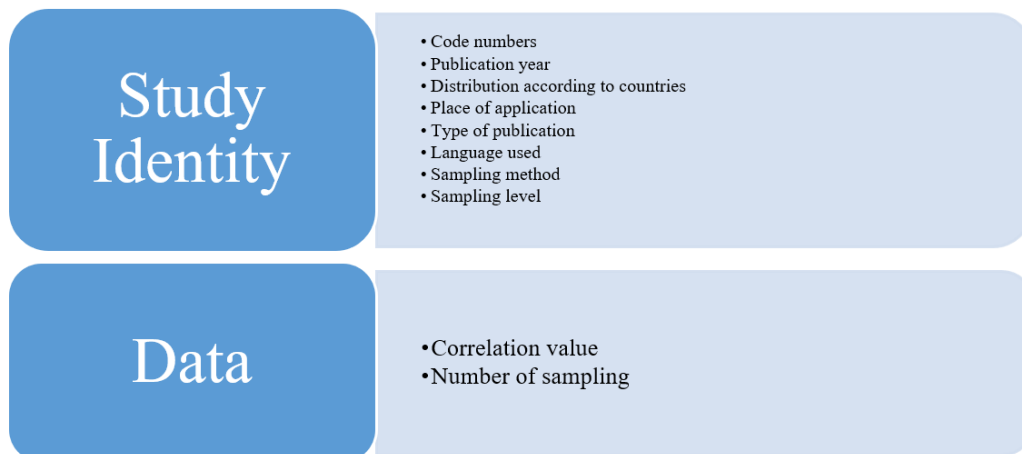 Study
Identity
• Code numbers
• Publication year
• Distribution according to countries
• Place of application
• Type of publication
• Language used
• Sampling method
• Sampling level
Data
•Correlation value
•Number of sampling